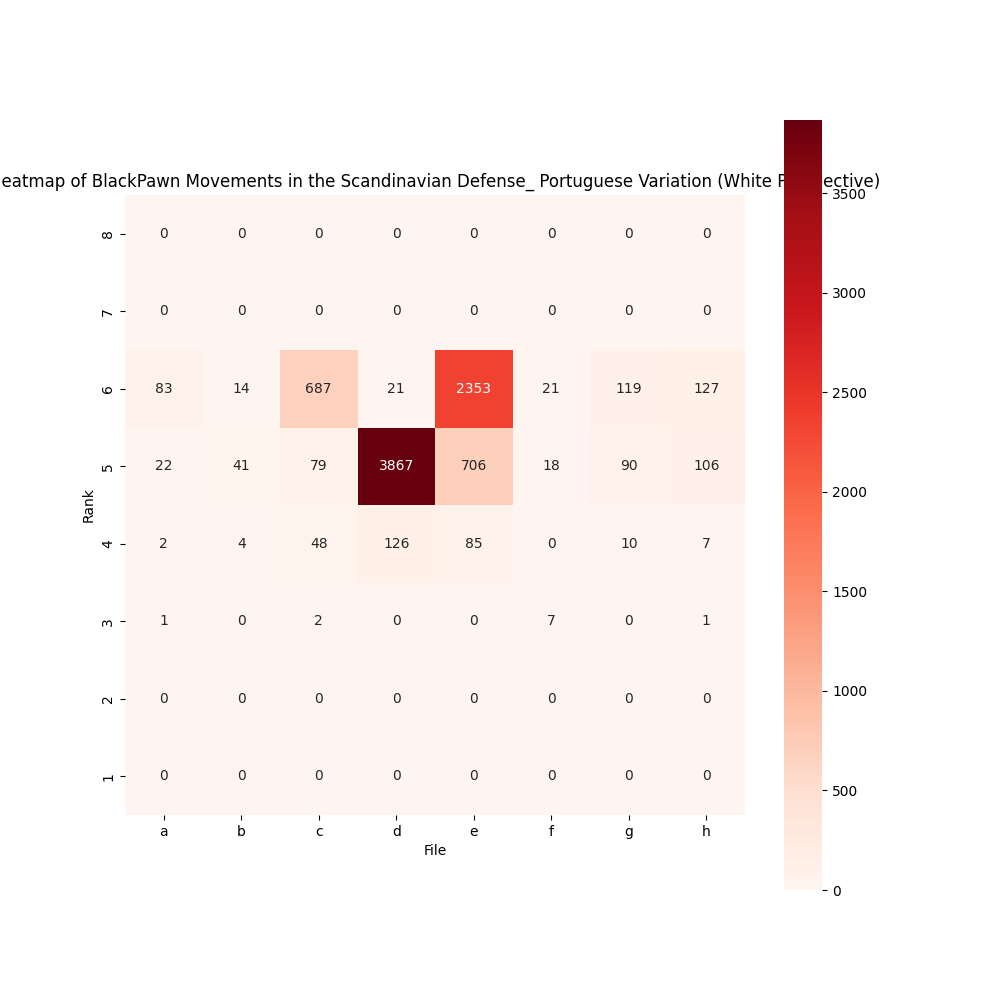 eatmap of BlackPawn Movements in the Scandinavian Defense_ Portuguese Variation (White P  ective)
8 0 0 0 0 0 0 0 0
7 0 0 0 0 0 0 0 0
6 83 14 687 21 2353 21 119 127
5 22 41 79 3867 706 18 90 106
4 2 4 48 126 85 0 10 7
3 1 0 2 0 0 7 0 1
2 0 0 0 0 0 0 0 0
1 0 0 0 0 0 0 0 0
a b c d e f g h
File
Rank
3500
3000
2500
2000
1500
1000
500
0